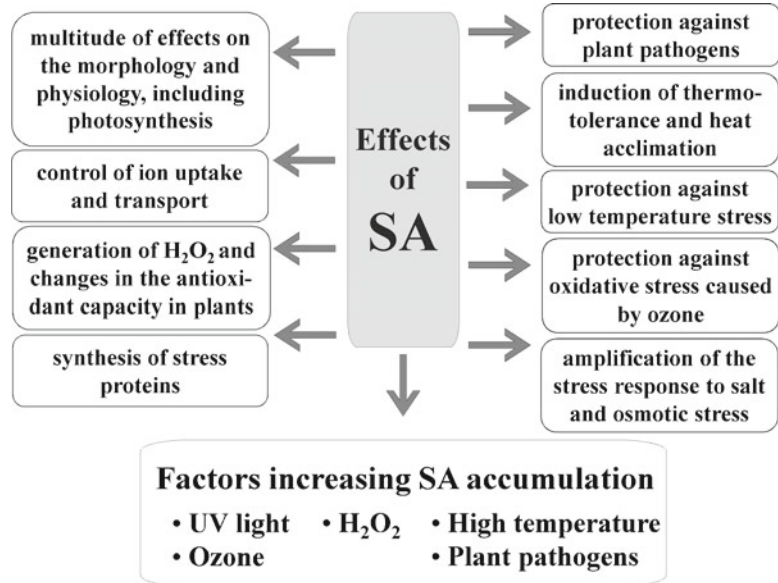 multitude of effects on
the morphology and
physiology, including
photosynthesis
control of ion uptake
and transport
generation of H₂O₂ and
changes in the antioxi-
dant capacity in plants
synthesis of stress
proteins
Effects
of
SA
protection against
plant pathogens
induction of thermo-
tolerance and heat
acclimation
protection against
low temperature stress
protection against
oxidative stress caused
by ozone
amplification of the
stress response to salt
and osmotic stress
Factors increasing SA accumulation
• UV light • H₂O₂ • High temperature
• Ozone • Plant pathogens